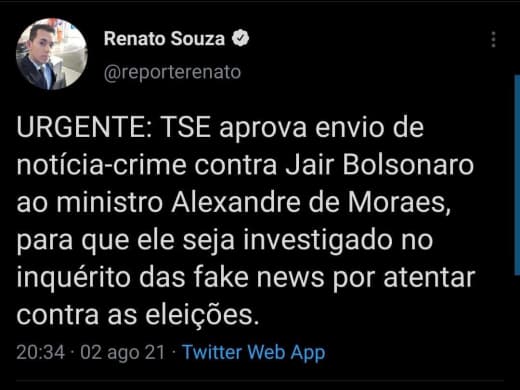 Renato Souza
@reporterenato
URGENTE: TSE aprova envio de
notícia-crime contra Jair Bolsonaro
ao ministro Alexandre de Moraes,
para que ele seja investigado no
inquérito das fake news por atentar
contra as eleições.
20:34 · 02 ago 21 · Twitter Web App